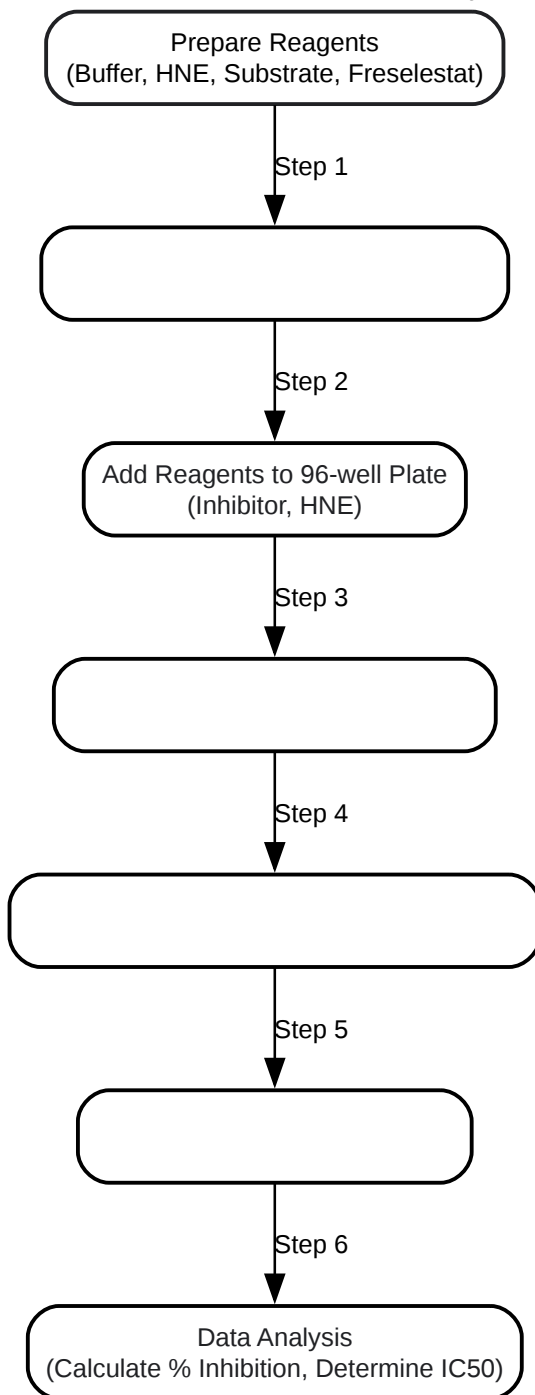 Prepare Reagents
(Buffer, HNE, Substrate, Freselestat)
Step 1
Step 2
Add Reagents to 96-well Plate
(Inhibitor, HNE)
Step 3
Step 4
Step 5
Step 6
Data Analysis
(Calculate % Inhibition, Determine IC50)